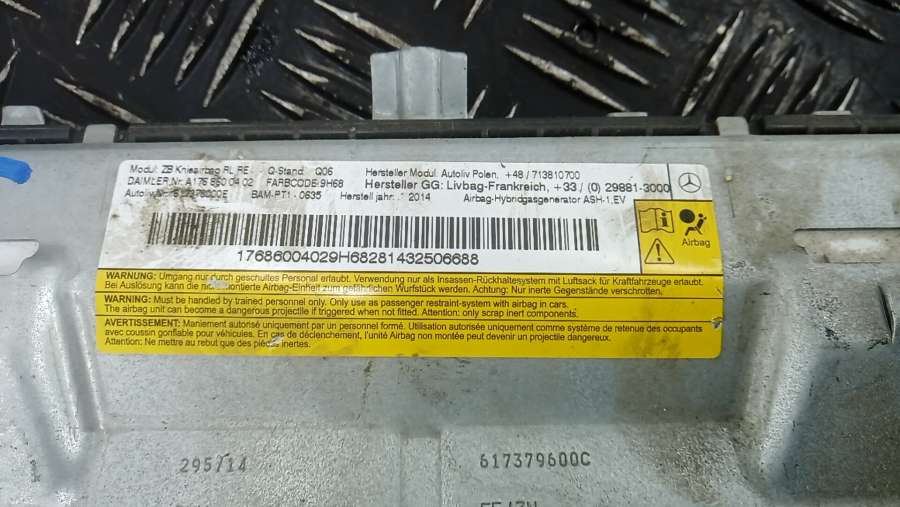 Modul: ZB Knieairbag RL RE Q-Stand: Q06 Hersteller Modul: Autoliv Polen, +48 / 713810700
DAIMLER.Nr A176 860 04 02 FARBCODE:9H68 Hersteller GG: Livbag-Frankreich, +33 / (0) 29881-3000
Autoliv.Nr. BAM-PT1 - 0635 Herstelljahr.: 2014 Airbag-Hybridgasgenerator ASH-1.EV
Airbag
17686004029H68281432506688
WARNUNG: Umgang nur durch geschultes Personal erlaubt. Verwendung nur als Insassen-Rückhaltesystem mit Luftsack für Kraftfahrzeuge erlaubt.
Bei Auslösung kann die nicht montierte Airbag-Einheit zum gefährlichen Wurfstück werden. Achtung: Nur inerte Gegenstände verschrotten.
WARNING: Must be handled by trained personnel only. Only use as passenger restraint-system with airbag in cars.
The airbag unit can become a dangerous projectile if triggered when not fitted. Attention: only scrap inert components.
AVERTISSEMENT: Maniement autorisé uniquement par un personnel formé. Utilisation autorisée uniquement comme système de retenue des occupants
avec coussin gonflable pour véhicules. En cas de déclenchement, l'unité Airbag non montée peut devenir un projectile dangereux.
Attention: Ne mettre au rebut que des pièces inertes.
295/14 617379600C